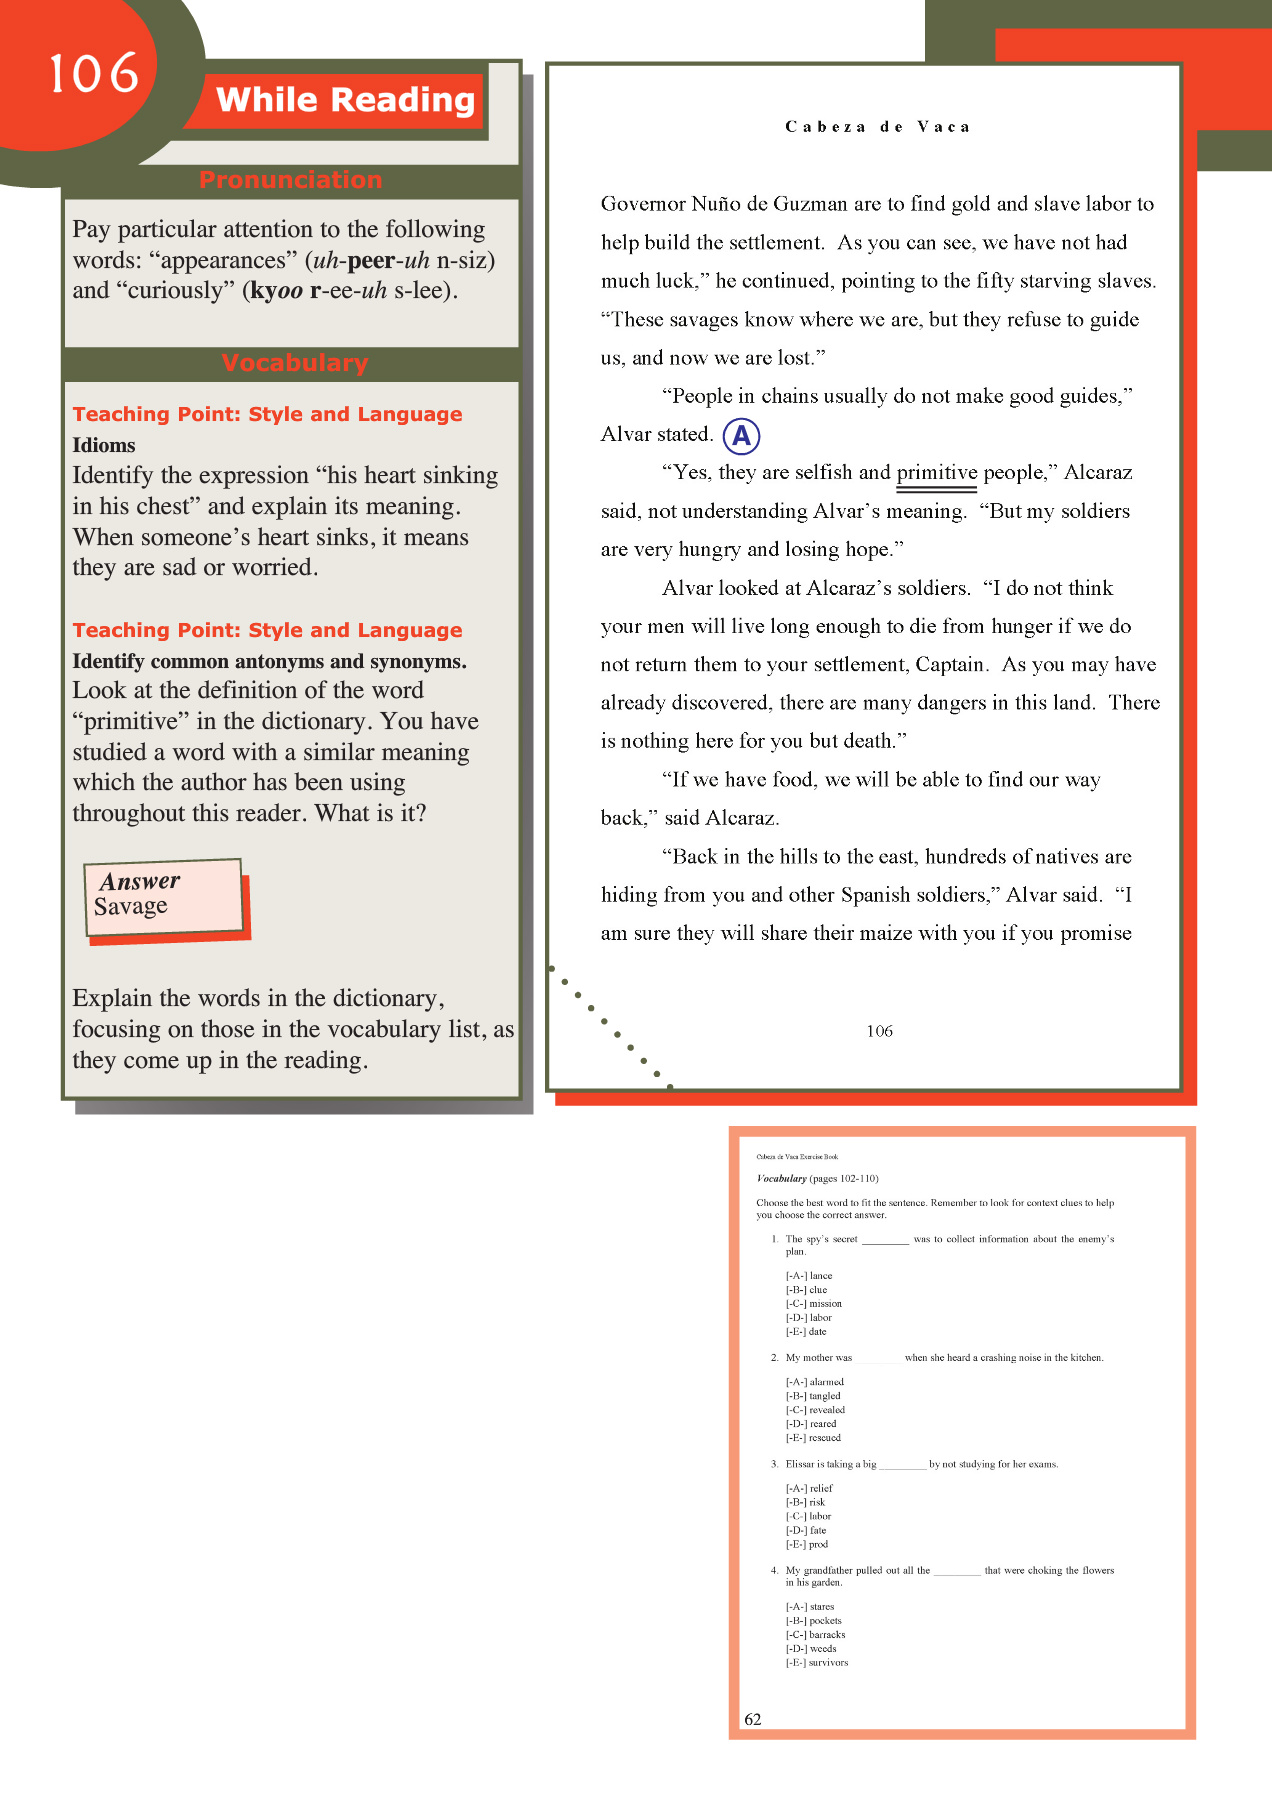 106
While Reading
Pronunciation
Pay particular attention to the following
words: “appearances” (uh-peer-uh n-siz)
and “curiously” (kyoo r-ee-uh s-lee).
Vocabulary
Teaching Point: Style and Language
Idioms
Identify the expression “his heart sinking
in his chest” and explain its meaning.
When someone’s heart sinks, it means
they are sad or worried.
Teaching Point: Style and Language
Identify common antonyms and synonyms.
Look at the definition of the word
“primitive” in the dictionary. You have
studied a word with a similar meaning
which the author has been using
throughout this reader. What is it?
Answer
Savage
Explain the words in the dictionary,
focusing on those in the vocabulary list, as
they come up in the reading.
Cabeza de Vaca
Governor Nuño de Guzman are to find gold and slave labor to
help build the settlement. As you can see, we have not had
much luck,” he continued, pointing to the fifty starving slaves.
“These savages know where we are, but they refuse to guide
us, and now we are lost.”
“People in chains usually do not make good guides,”
Alvar stated. A
“Yes, they are selfish and primitive people,” Alcaraz
said, not understanding Alvar’s meaning. “But my soldiers
are very hungry and losing hope.”
Alvar looked at Alcaraz’s soldiers. “I do not think
your men will live long enough to die from hunger if we do
not return them to your settlement, Captain. As you may have
already discovered, there are many dangers in this land. There
is nothing here for you but death.”
“If we have food, we will be able to find our way
back,” said Alcaraz.
“Back in the hills to the east, hundreds of natives are
hiding from you and other Spanish soldiers,” Alvar said. “I
am sure they will share their maize with you if you promise
106
Cabeza de Vaca Exercise Book
Vocabulary (pages 102-110)
Choose the best word to fit the sentence. Remember to look for context clues to help
you choose the correct answer.
1. The spy’s secret _________ was to collect information about the enemy’s
plan.
[-A-] lance
[-B-] clue
[-C-] mission
[-D-] labor
[-E-] date
2. My mother was _________ when she heard a crashing noise in the kitchen.
[-A-] alarmed
[-B-] tangled
[-C-] revealed
[-D-] reared
[-E-] rescued
3. Elissar is taking a big _________ by not studying for her exams.
[-A-] relief
[-B-] risk
[-C-] labor
[-D-] fate
[-E-] prod
4. My grandfather pulled out all the _________ that were choking the flowers
in his garden.
[-A-] stares
[-B-] pockets
[-C-] barracks
[-D-] weeds
[-E-] survivors
62